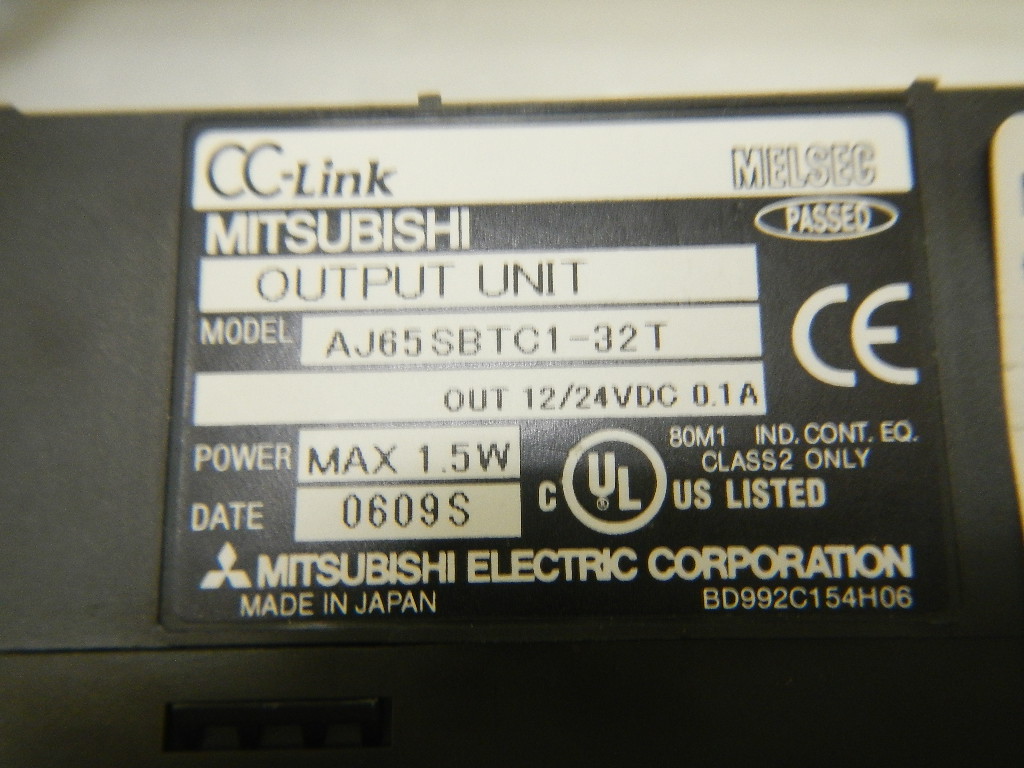 CC-Link MELSEC
MITSUBISHI PASSED
OUTPUT UNIT
MODEL AJ65SBTC1-32T
CE
OUT 12/24VDC 0.1A
POWER MAX 1.5W
DATE 0609S
C UL ® US LISTED
80M1 IND. CONT. EQ.
CLASS2 ONLY
MITSUBISHI ELECTRIC CORPORATION
MADE IN JAPAN BD992C154H06